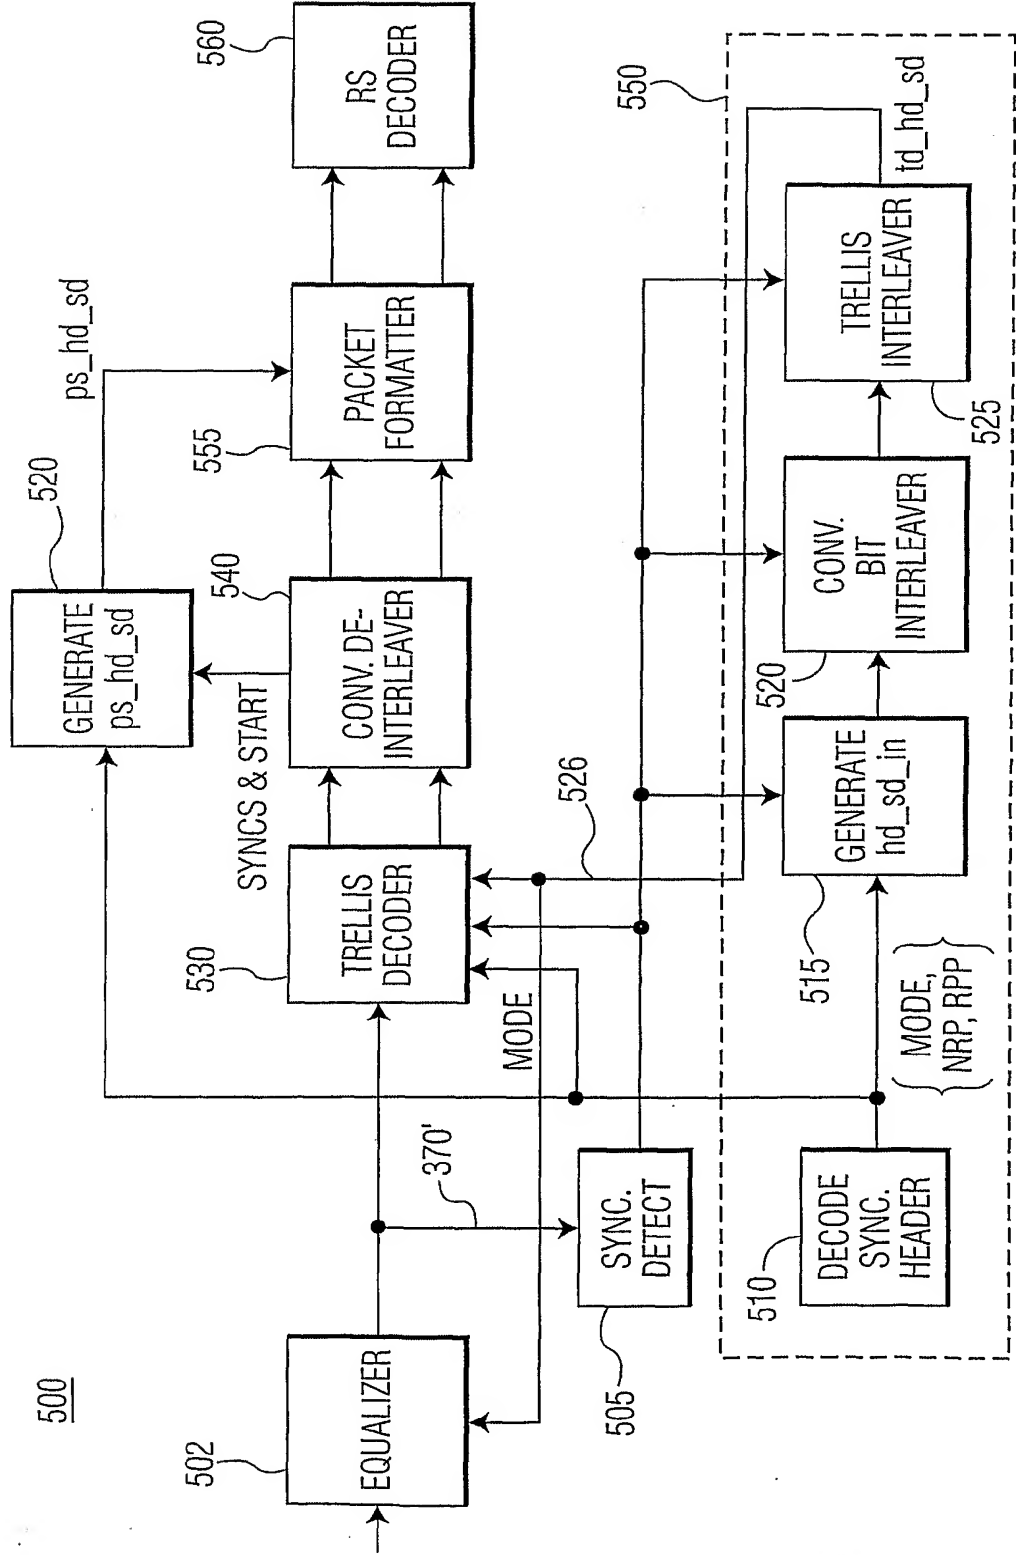 500
502
EQUALIZER
370'
505
SYNC.
DETECT
MODE
530
TRELLIS
DECODER
526
SYNCS & START
540
CONV. DE-
INTERLEAVER
520
GENERATE
ps_hd_sd
ps_hd_sd
555
PACKET
FORMATTER
560
RS
DECODER
550
510
DECODE
SYNC.
HEADER
MODE,
NRP, RPP
515
GENERATE
hd_sd_in
520
CONV.
BIT
INTERLEAVER
525
TRELLIS
INTERLEAVER
td_hd_sd